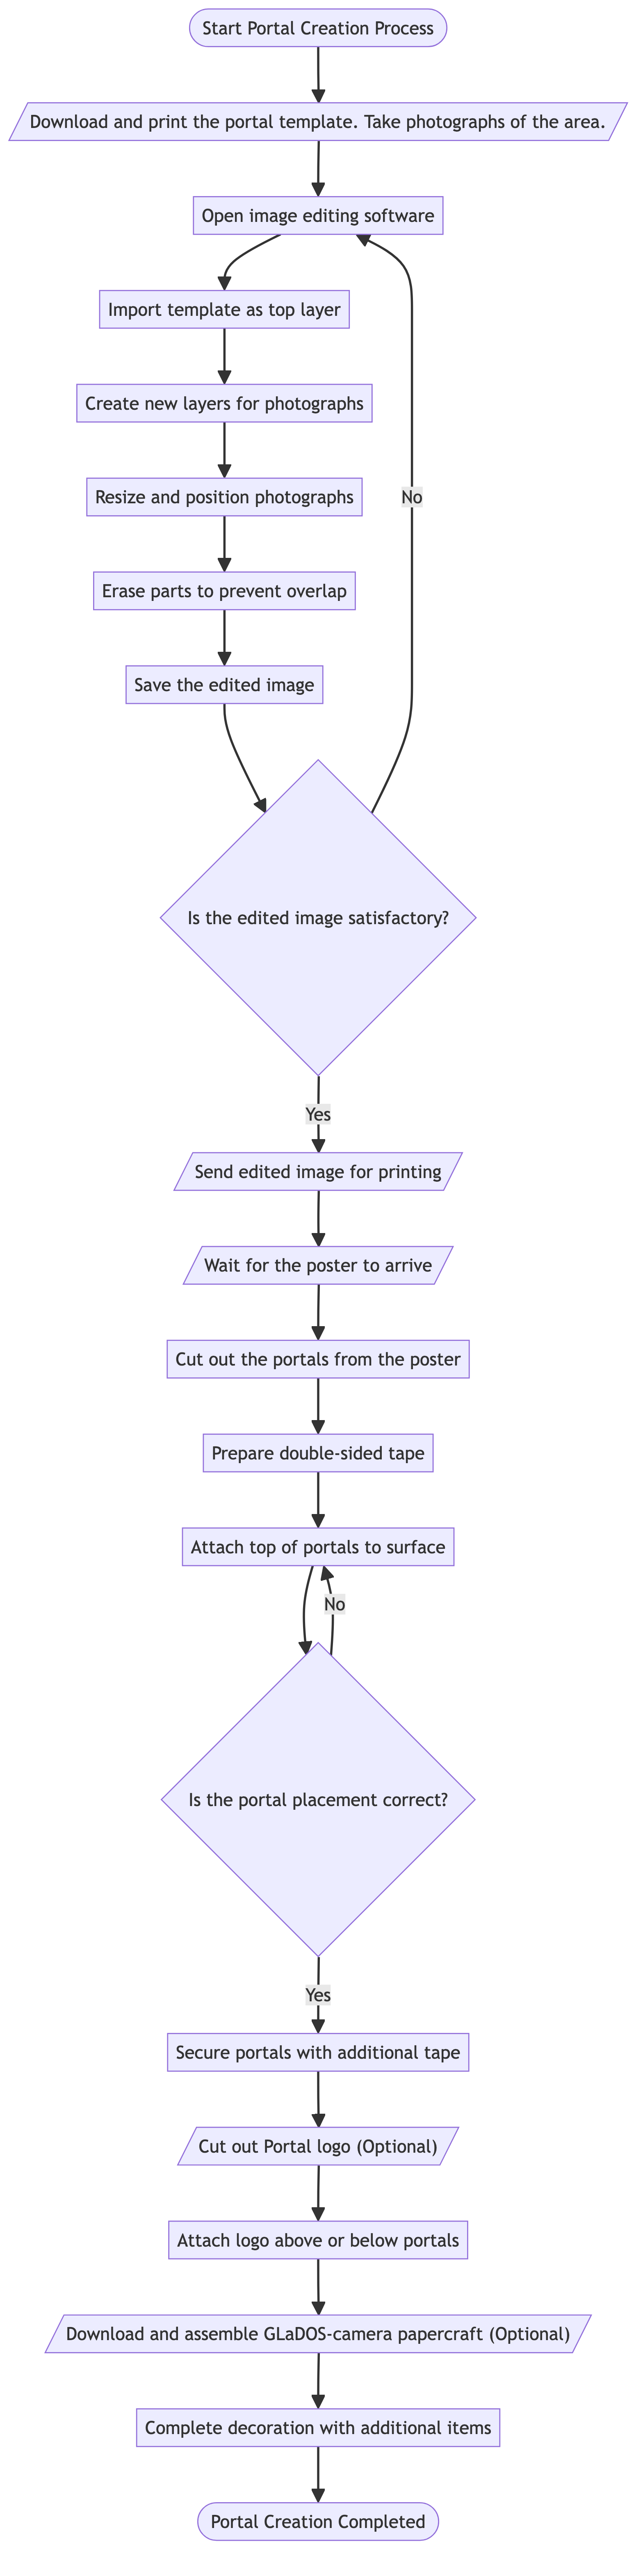 Start Portal Creation Process
Download and print the portal template. Take photographs of the area.
Open image editing software
Import template as top layer
Create new layers for photographs
Resize and position photographs
No
Erase parts to prevent overlap
Save the edited image
Is the edited image satisfactory?
Yes
Send edited image for printing
Wait for the poster to arrive
Cut out the portals from the poster
Prepare double-sided tape
Attach top of portals to surface
No
Is the portal placement correct?
Yes
Secure portals with additional tape
Cut out Portal logo (Optional)
Attach logo above or below portals
Download and assemble GLaDOS-camera papercraft (Optional)
Complete decoration with additional items
Portal Creation Completed